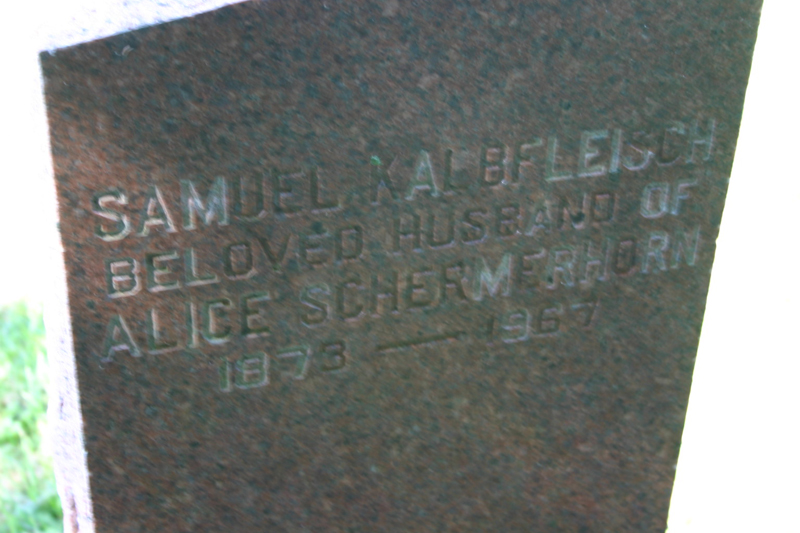 SAMUEL KALBFLEISCH
BELOVED HUSBAND OF
ALICE SCHERMERHORN
1873 — 1967